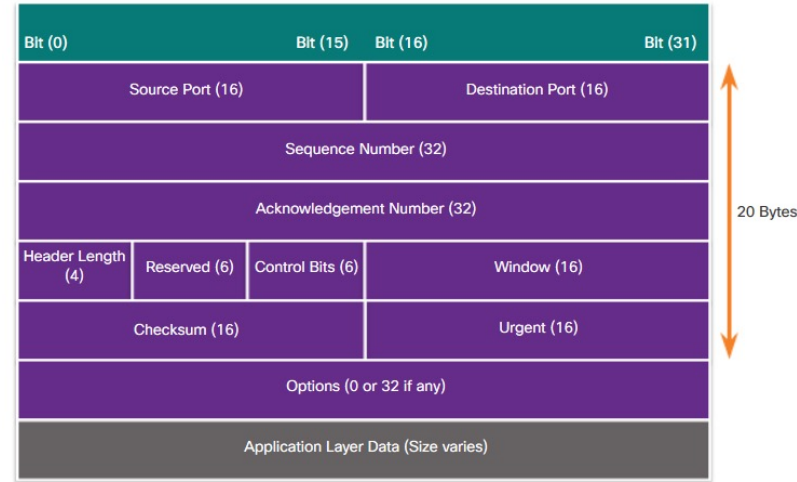 Bit (0) Bit (15) Bit (16) Bit (31)
Source Port (16) Destination Port (16)
Sequence Number (32)
Acknowledgement Number (32)
20 Bytes
Header Length
(4)
Reserved (6) Control Bits (6) Window (16)
Checksum (16) Urgent (16)
Options (0 or 32 if any)
Application Layer Data (Size varies)